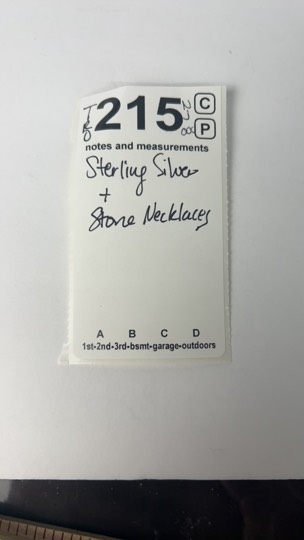 215
C
P
notes and measurements
Sterling Silver
+
Stone Necklaces
A B C D
1st-2nd-3rd-bsmt-garage-outdoors